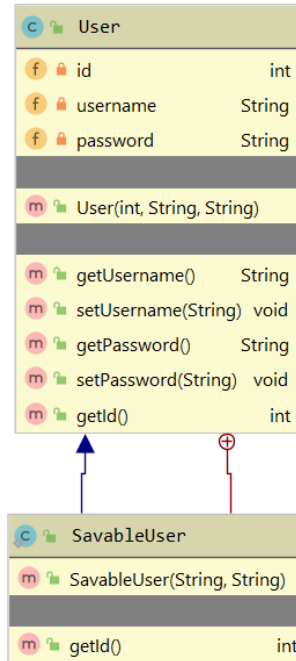 C User
f id int
f username String
f password String
m User(int, String, String)
m getUsername() String
m setUsername(String) void
m getPassword() String
m setPassword(String) void
m getId() int
C SavableUser
m SavableUser(String, String)
m getId() int